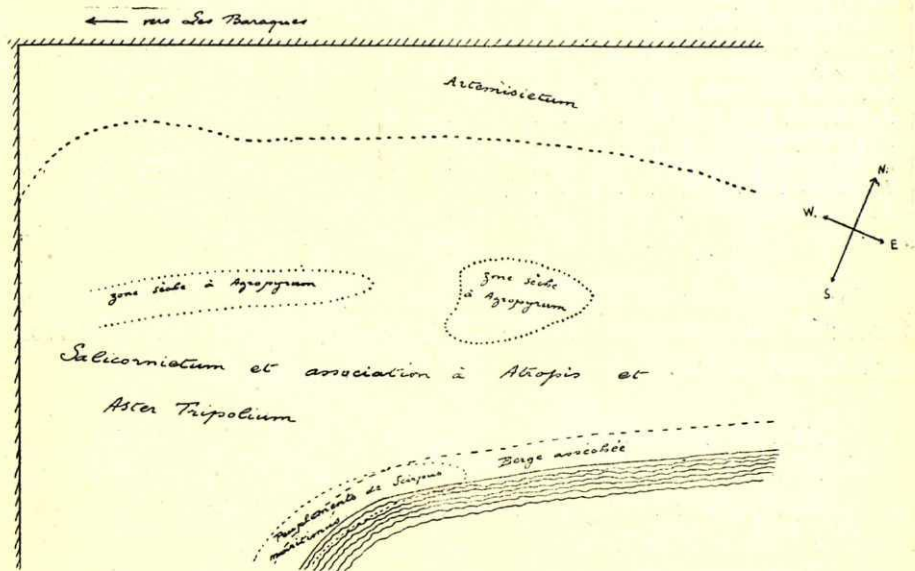 ← vers Les Baraques
Artemisietum
N.
W.
E
S.
zone sèche à Agropyrum
zone sèche
à Agropyrum
Salicornietum et association à Atropis et
Aster Tripolium
Berge asséchée
Peuplements de Scirpus
maritimus